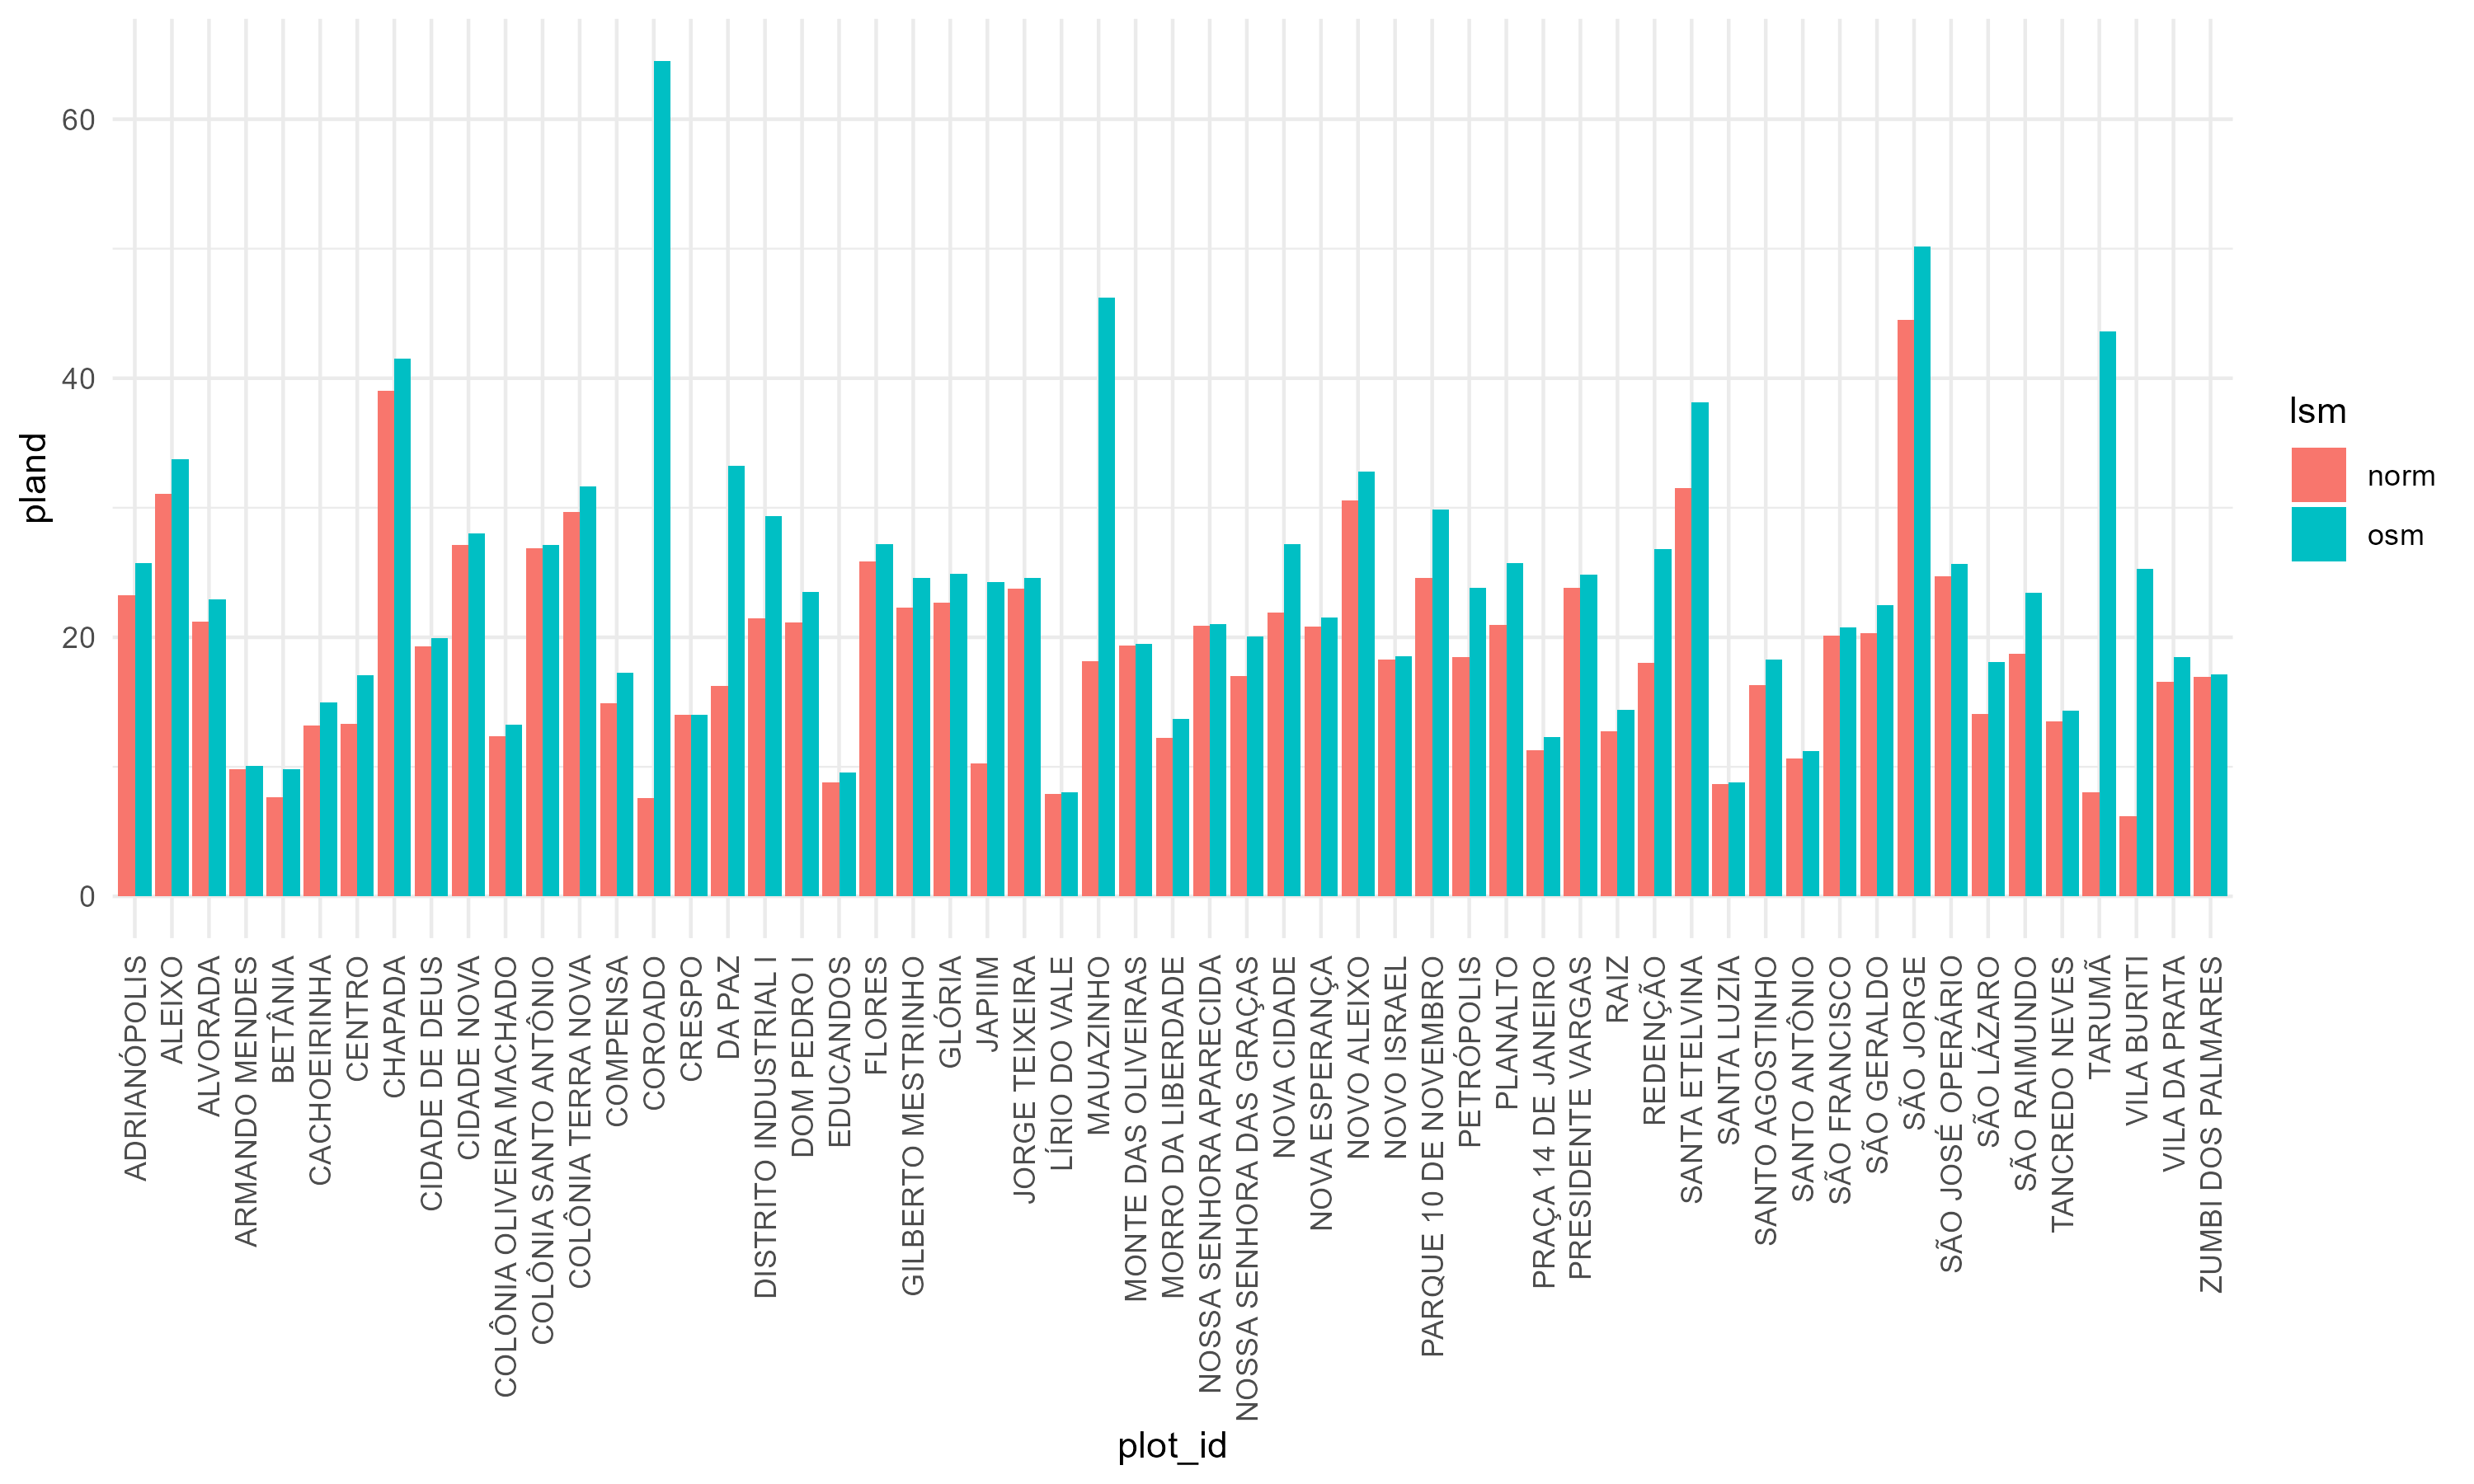 60
40
20
0
pland
ADRIANÓPOLIS
ALEIXO
ALVORADA
ARMANDO MENDES
BETÂNIA
CACHOEIRINHA
CENTRO
CHAPADA
CIDADE DE DEUS
CIDADE NOVA
COLÔNIA OLIVEIRA MACHADO
COLÔNIA SANTO ANTÔNIO
COLÔNIA TERRA NOVA
COMPENSA
COROADO
CRESPO
DA PAZ
DISTRITO INDUSTRIAL I
DOM PEDRO I
EDUCANDOS
FLORES
GILBERTO MESTRINHO
GLÓRIA
JAPIIM
JORGE TEIXEIRA
LÍRIO DO VALE
MAUAZINHO
MONTE DAS OLIVEIRAS
MORRO DA LIBERDADE
NOSSA SENHORA APARECIDA
NOSSA SENHORA DAS GRAÇAS
NOVA CIDADE
NOVA ESPERANÇA
NOVO ALEIXO
NOVO ISRAEL
PARQUE 10 DE NOVEMBRO
PETRÓPOLIS
PLANALTO
PRAÇA 14 DE JANEIRO
PRESIDENTE VARGAS
RAIZ
REDENÇÃO
SANTA ETELVINA
SANTA LUZIA
SANTO AGOSTINHO
SANTO ANTÔNIO
SÃO FRANCISCO
SÃO GERALDO
SÃO JORGE
SÃO JOSÉ OPERÁRIO
SÃO LÁZARO
SÃO RAIMUNDO
TANCREDO NEVES
TARUMÃ
VILA BURITI
VILA DA PRATA
ZUMBI DOS PALMARES
plot_id
lsm
norm
osm